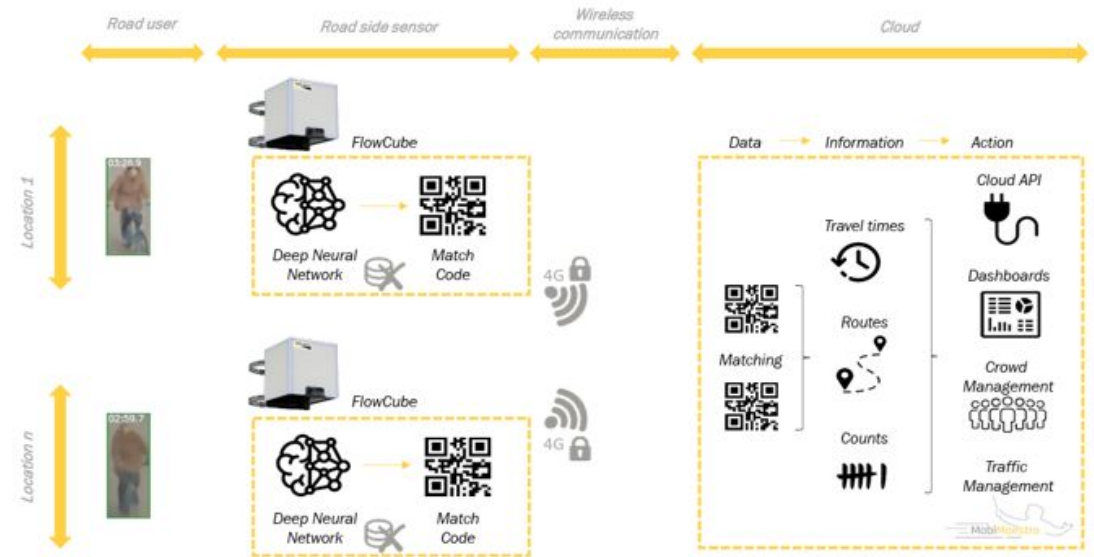 Road user
Road side sensor
Wireless
communication
Cloud
Location 1
03:26.9
FlowCube
Deep Neural
Network
Match
Code
4G
Data
Information
Action
Cloud API
Travel times
Dashboards
Routes
Matching
Crowd
Management
Counts
Traffic
Management
MobiMaestro
Location n
02:59.7
FlowCube
4G
Deep Neural
Network
Match
Code